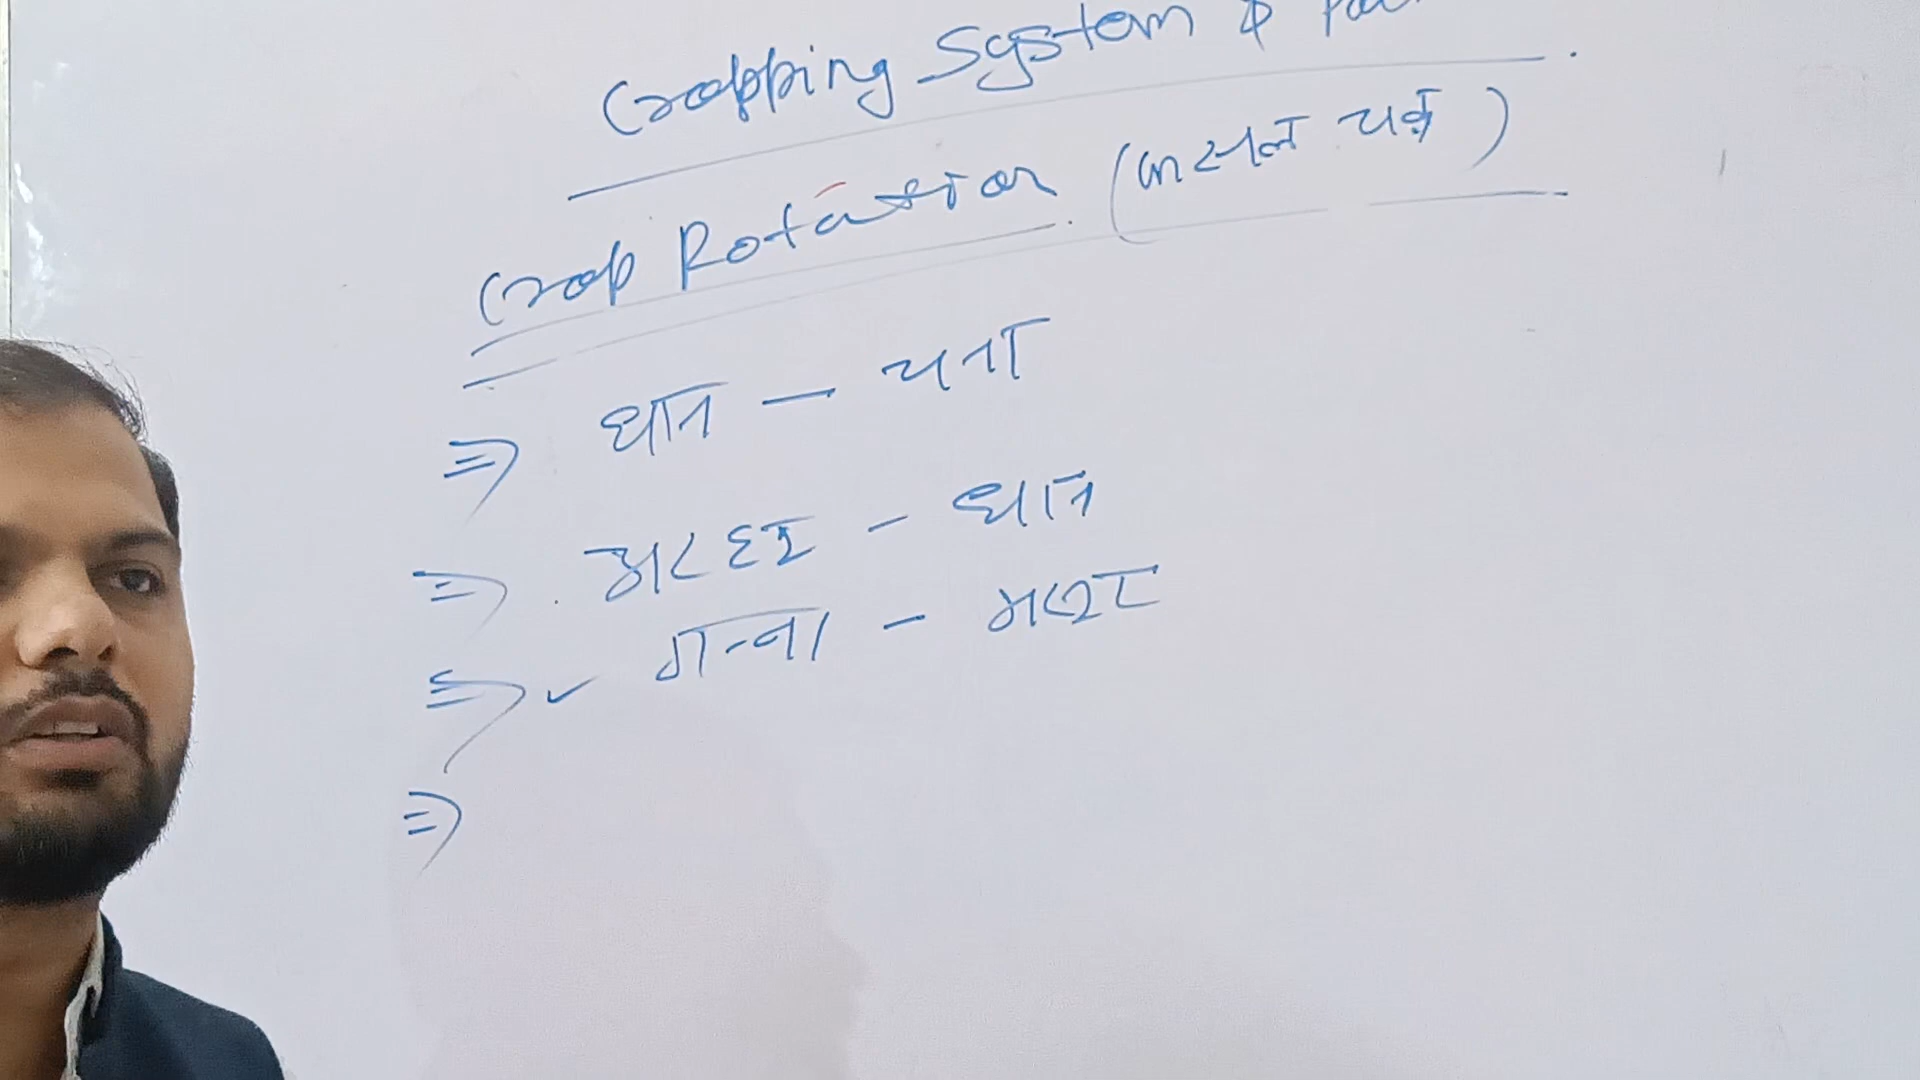 Cropping System &
Crop Rotation (फसल चक्र)
⇒ धान - चना
⇒ अरहर - धान
⇒ ✓ गन्ना - मटर
⇒